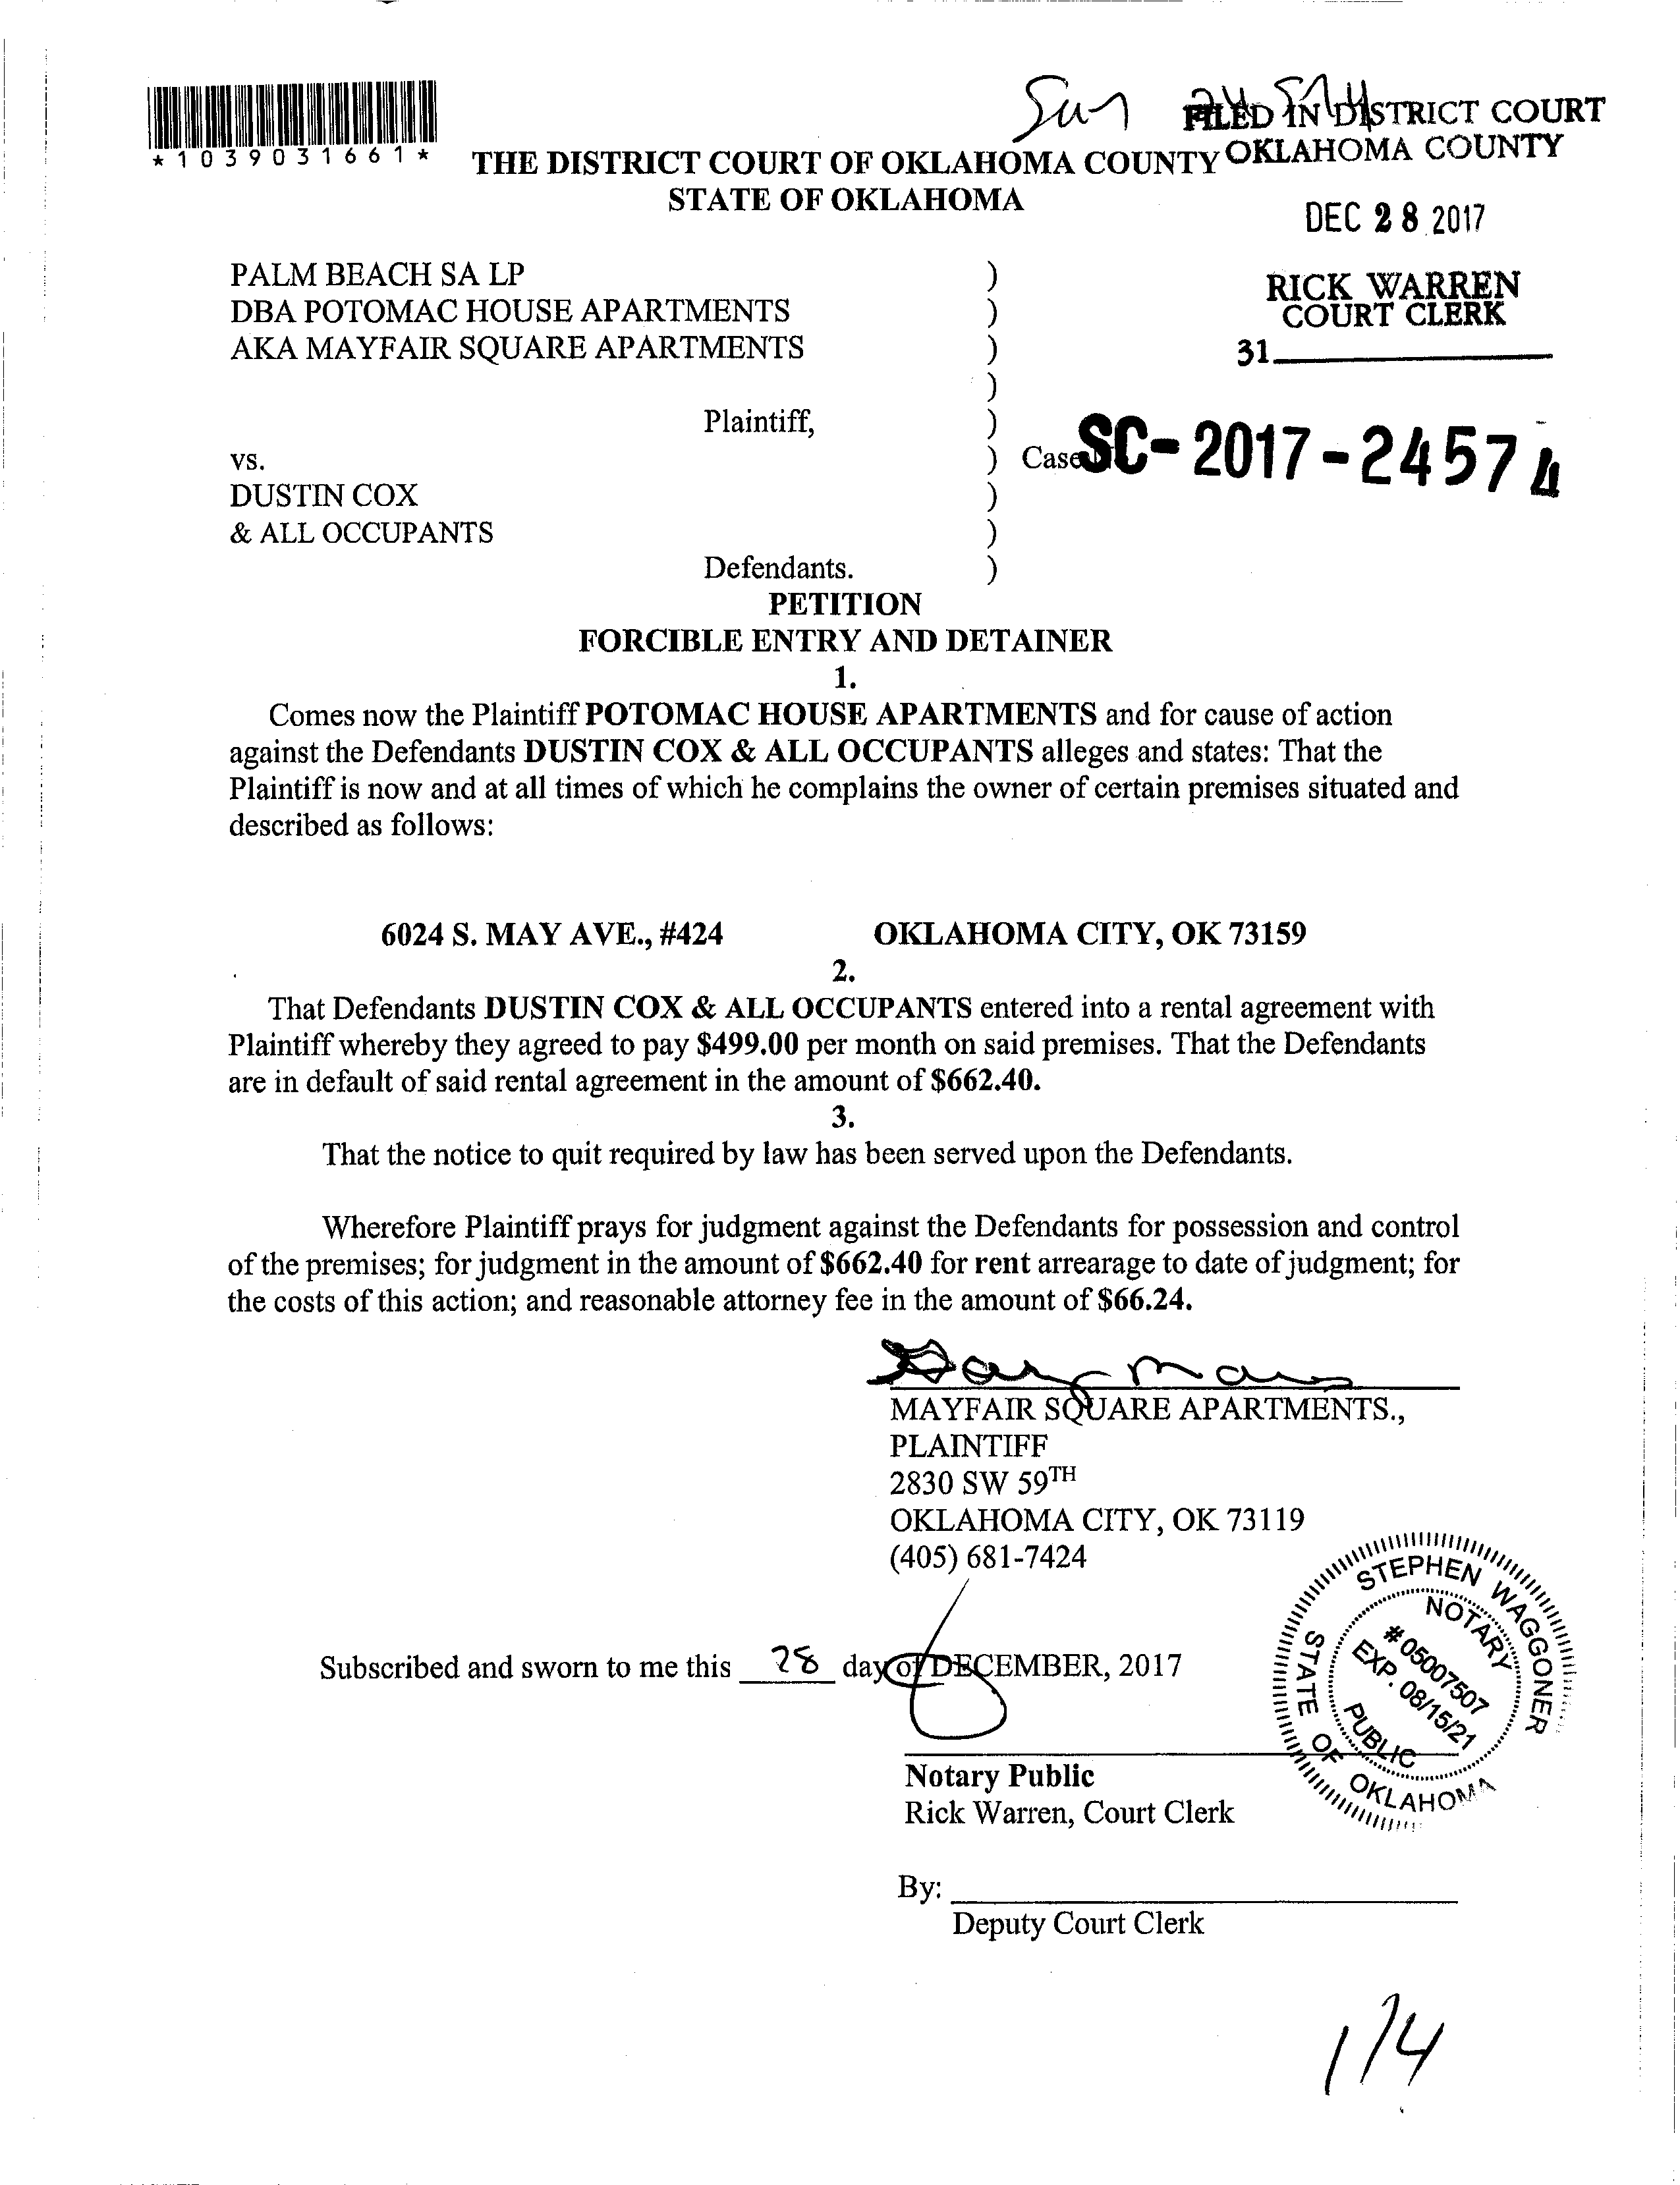 *1039031661*
FILED IN DISTRICT COURT
OKLAHOMA COUNTY
THE DISTRICT COURT OF OKLAHOMA COUNTY
STATE OF OKLAHOMA
DEC 28 2017
RICK WARREN
COURT CLERK
31
PALM BEACH SA LP )
DBA POTOMAC HOUSE APARTMENTS )
AKA MAYFAIR SQUARE APARTMENTS )
)
Plaintiff, )
vs. ) Case SC-2017-24574
DUSTIN COX )
& ALL OCCUPANTS )
Defendants. )
PETITION
FORCIBLE ENTRY AND DETAINER
1.
Comes now the Plaintiff POTOMAC HOUSE APARTMENTS and for cause of action
against the Defendants DUSTIN COX & ALL OCCUPANTS alleges and states: That the
Plaintiff is now and at all times of which he complains the owner of certain premises situated and
described as follows:
6024 S. MAY AVE., #424 OKLAHOMA CITY, OK 73159
2.
That Defendants DUSTIN COX & ALL OCCUPANTS entered into a rental agreement with
Plaintiff whereby they agreed to pay $499.00 per month on said premises. That the Defendants
are in default of said rental agreement in the amount of $662.40.
3.
That the notice to quit required by law has been served upon the Defendants.
Wherefore Plaintiff prays for judgment against the Defendants for possession and control
of the premises; for judgment in the amount of $662.40 for rent arrearage to date of judgment; for
the costs of this action; and reasonable attorney fee in the amount of $66.24.
MAYFAIR SQUARE APARTMENTS.,
PLAINTIFF
2830 SW 59TH
OKLAHOMA CITY, OK 73119
(405) 681-7424
Subscribed and sworn to me this 28 day of DECEMBER, 2017
STEPHEN WAGGONER
NOTARY
# 05007507
EXP. 08/15/21
PUBLIC
STATE OF OKLAHOMA
Notary Public
Rick Warren, Court Clerk
By:
Deputy Court Clerk
1/4